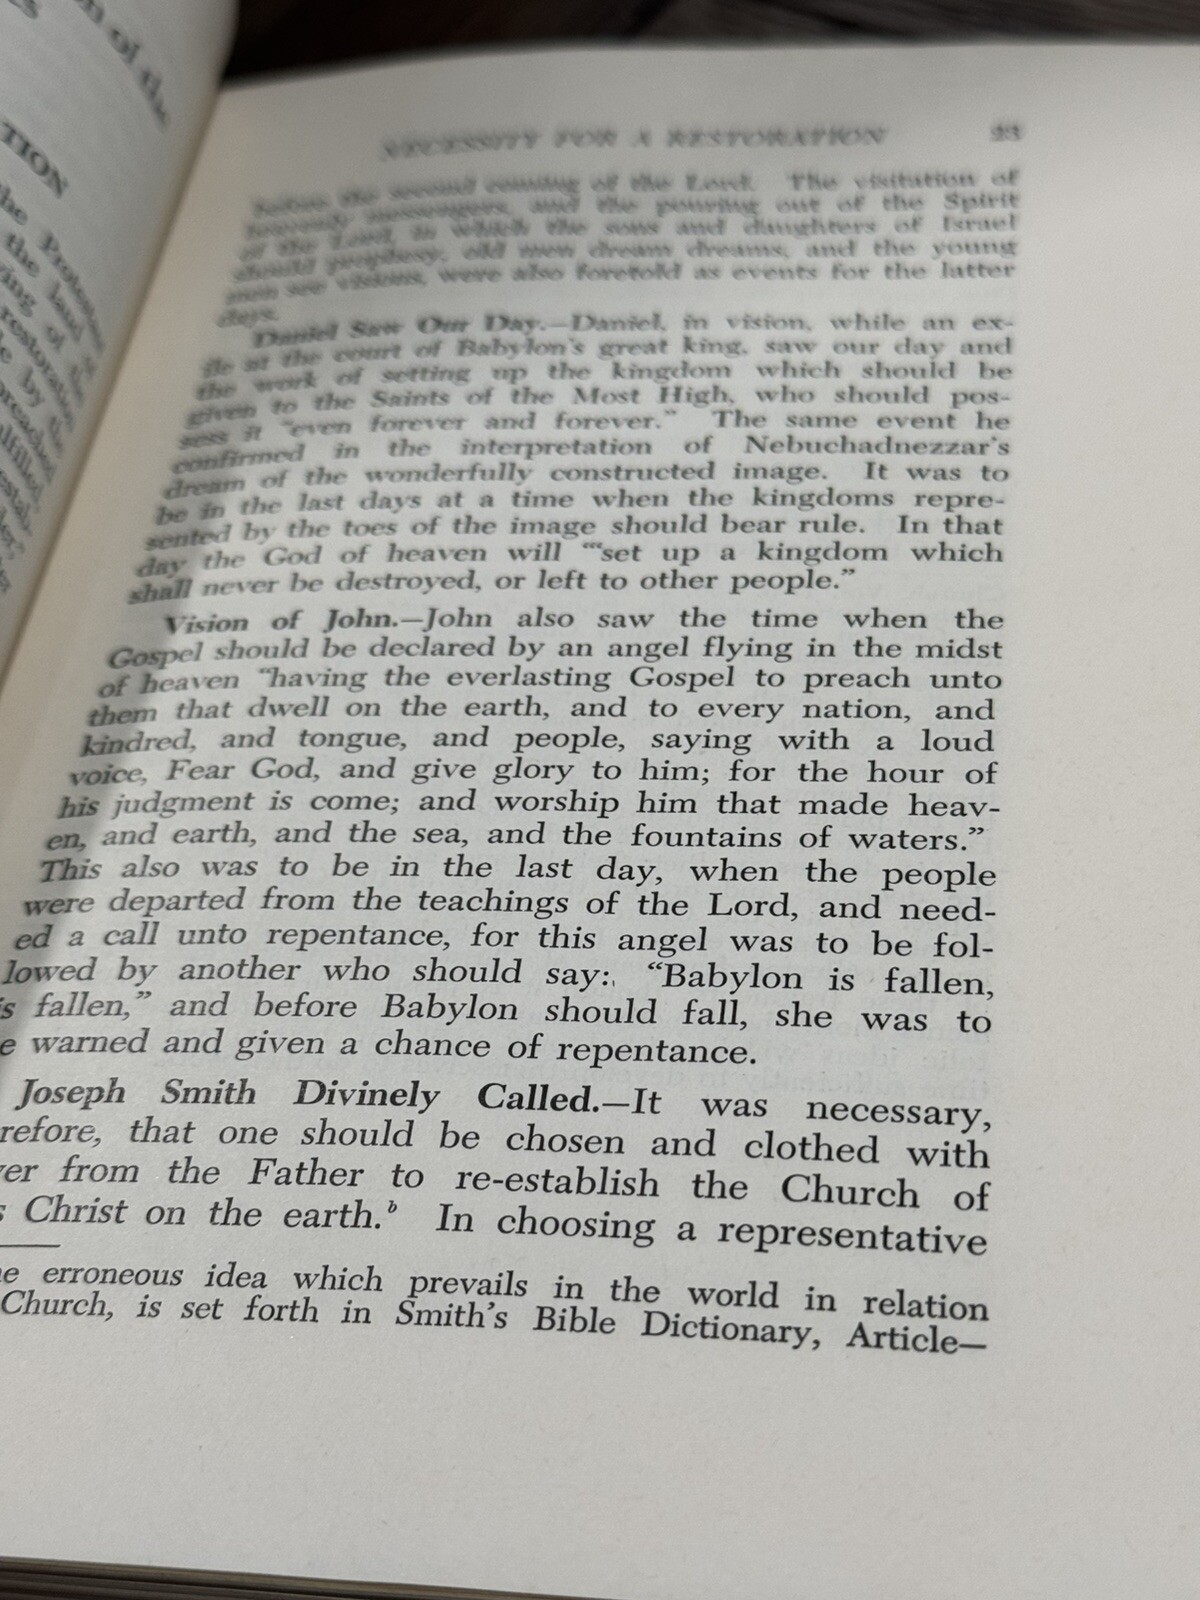 n of the
TION
NECESSITY FOR A RESTORATION 23
before the second coming of the Lord. The visitation of
heavenly messengers, and the pouring out of the Spirit
of the Lord, in which the sons and daughters of Israel
should prophesy, old men dream dreams, and the young
men see visions, were also foretold as events for the latter
days.
Daniel Saw Our Day.—Daniel, in vision, while an ex-
ile at the court of Babylon's great king, saw our day and
the work of setting up the kingdom which should be
given to the Saints of the Most High, who should pos-
sess it "even forever and forever." The same event he
confirmed in the interpretation of Nebuchadnezzar's
dream of the wonderfully constructed image. It was to
be in the last days at a time when the kingdoms repre-
sented by the toes of the image should bear rule. In that
day the God of heaven will "'set up a kingdom which
shall never be destroyed, or left to other people."
Vision of John.—John also saw the time when the
Gospel should be declared by an angel flying in the midst
of heaven "having the everlasting Gospel to preach unto
them that dwell on the earth, and to every nation, and
kindred, and tongue, and people, saying with a loud
voice, Fear God, and give glory to him; for the hour of
his judgment is come; and worship him that made heav-
en, and earth, and the sea, and the fountains of waters."
This also was to be in the last day, when the people
were departed from the teachings of the Lord, and need-
ed a call unto repentance, for this angel was to be fol-
lowed by another who should say: "Babylon is fallen,
s fallen," and before Babylon should fall, she was to
e warned and given a chance of repentance.
Joseph Smith Divinely Called.—It was necessary,
refore, that one should be chosen and clothed with
ver from the Father to re-establish the Church of
s Christ on the earth.ᵇ In choosing a representative
e erroneous idea which prevails in the world in relation
Church, is set forth in Smith's Bible Dictionary, Article—